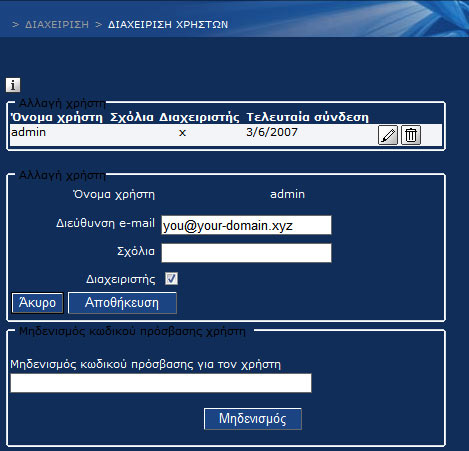 > ΔΙΑΧΕΙΡΙΣΗ > ΔΙΑΧΕΙΡΙΣΗ ΧΡΗΣΤΩΝ
i
Αλλαγή χρήστη
Όνομα χρήστη Σχόλια Διαχειριστής Τελευταία σύνδεση
admin x 3/6/2007
Αλλαγή χρήστη
Όνομα χρήστη admin
Διεύθυνση e-mail you@your-domain.xyz
Σχόλια
Διαχειριστής
Άκυρο Αποθήκευση
Μηδενισμός κωδικού πρόσβασης χρήστη
Μηδενισμός κωδικού πρόσβασης για τον χρήστη
Μηδενισμός